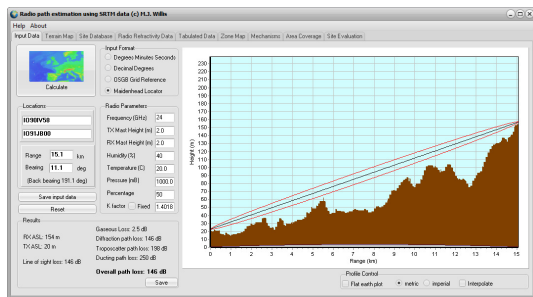 Radio path estimation using SRTM data (c) M.J. Willis
Help About
Input Data Terrain Map Site Database Radio Refractivity Data Tabulated Data Zone Map Mechanisms Area Coverage Site Evaluation
Calculate
Input Format
Degrees Minutes Seconds
Decimal Degrees
OSGB Grid Reference
Maidenhead Locator
Locations
IO90IV58
IO91JB00
Range 15.1 km
Bearing 11.1 deg
(Back bearing 191.1 deg)
Save input data
Reset
Radio Parameters
Frequency (GHz) 24
TX Mast Height (m) 2.0
RX Mast Height (m) 2.0
Humidity (%) 40
Temperature (C) 20.0
Pressure (mB) 1000.0
Percentage 50
K factor Fixed 1.4018
Results
RX ASL: 154 m
TX ASL: 20 m
Line of sight loss: 146 dB
Gaseous Loss: 2.5 dB
Diffraction path loss: 146 dB
Troposcatter path loss: 198 dB
Ducting path loss: 250 dB
Overall path loss: 146 dB
Save
Height (m)
230
220
210
200
190
180
170
160
150
140
130
120
110
100
90
80
70
60
50
40
30
20
10
0
0 1 2 3 4 5 6 7 8 9 10 11 12 13 14 15
Range (km)
Profile Control
Flat earth plot metric imperial Interpolate